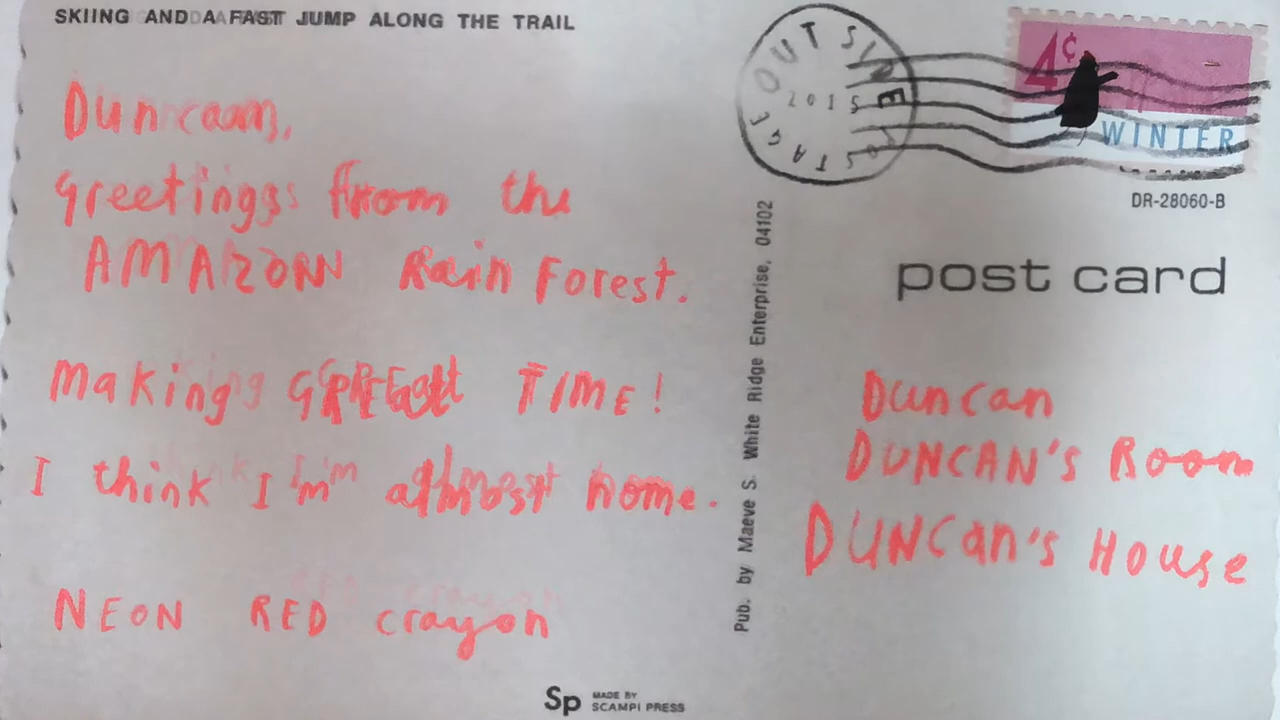 SKIING AND A FAST JUMP ALONG THE TRAIL
Duncan,
Greetings from the
AMAZON Rain Forest.
Making GREat TIME!
I think I'm almost home.
NEON RED crayon
Sp MADE BY
SCAMPI PRESS
Pub. by Maeve S. White Ridge Enterprise, 04102
2015
4¢
WINTER
DR-28060-B
post card
Duncan
DUNCAN'S Room
DUNCan's House